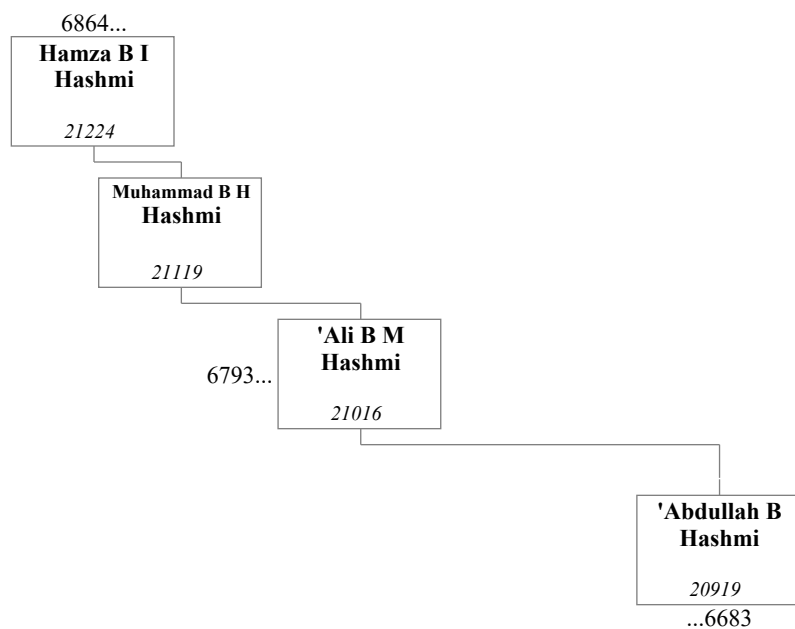 6864...
Hamza B I
Hashmi
21224
Muhammad B H
Hashmi
21119
'Ali B M
Hashmi
6793...
21016
'Abdullah B
Hashmi
20919
...6683